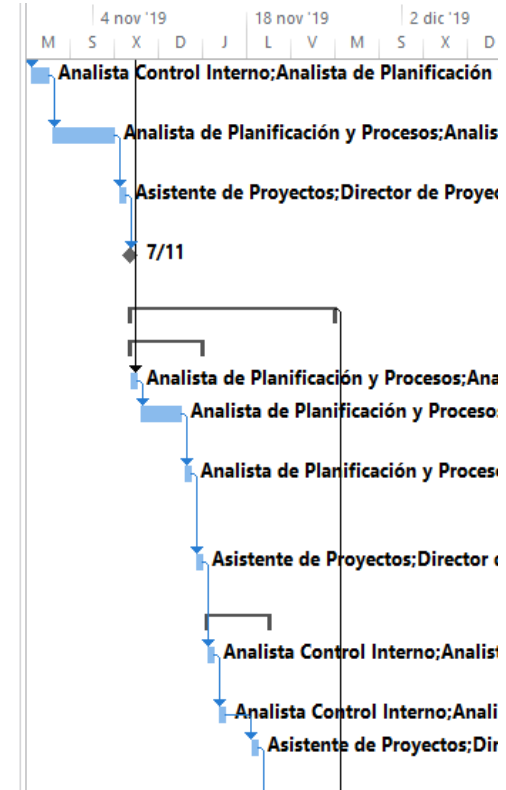 4 nov '19 18 nov '19 2 dic '19
M S X D J L V M S X D
Analista Control Interno;Analista de Planificación
Analista de Planificación y Procesos;Analis
Asistente de Proyectos;Director de Proyec
7/11
Analista de Planificación y Procesos;Ana
Analista de Planificación y Proceso
Analista de Planificación y Proces
Asistente de Proyectos;Director
Analista Control Interno;Analist
Analista Control Interno;Anali
Asistente de Proyectos;Dir